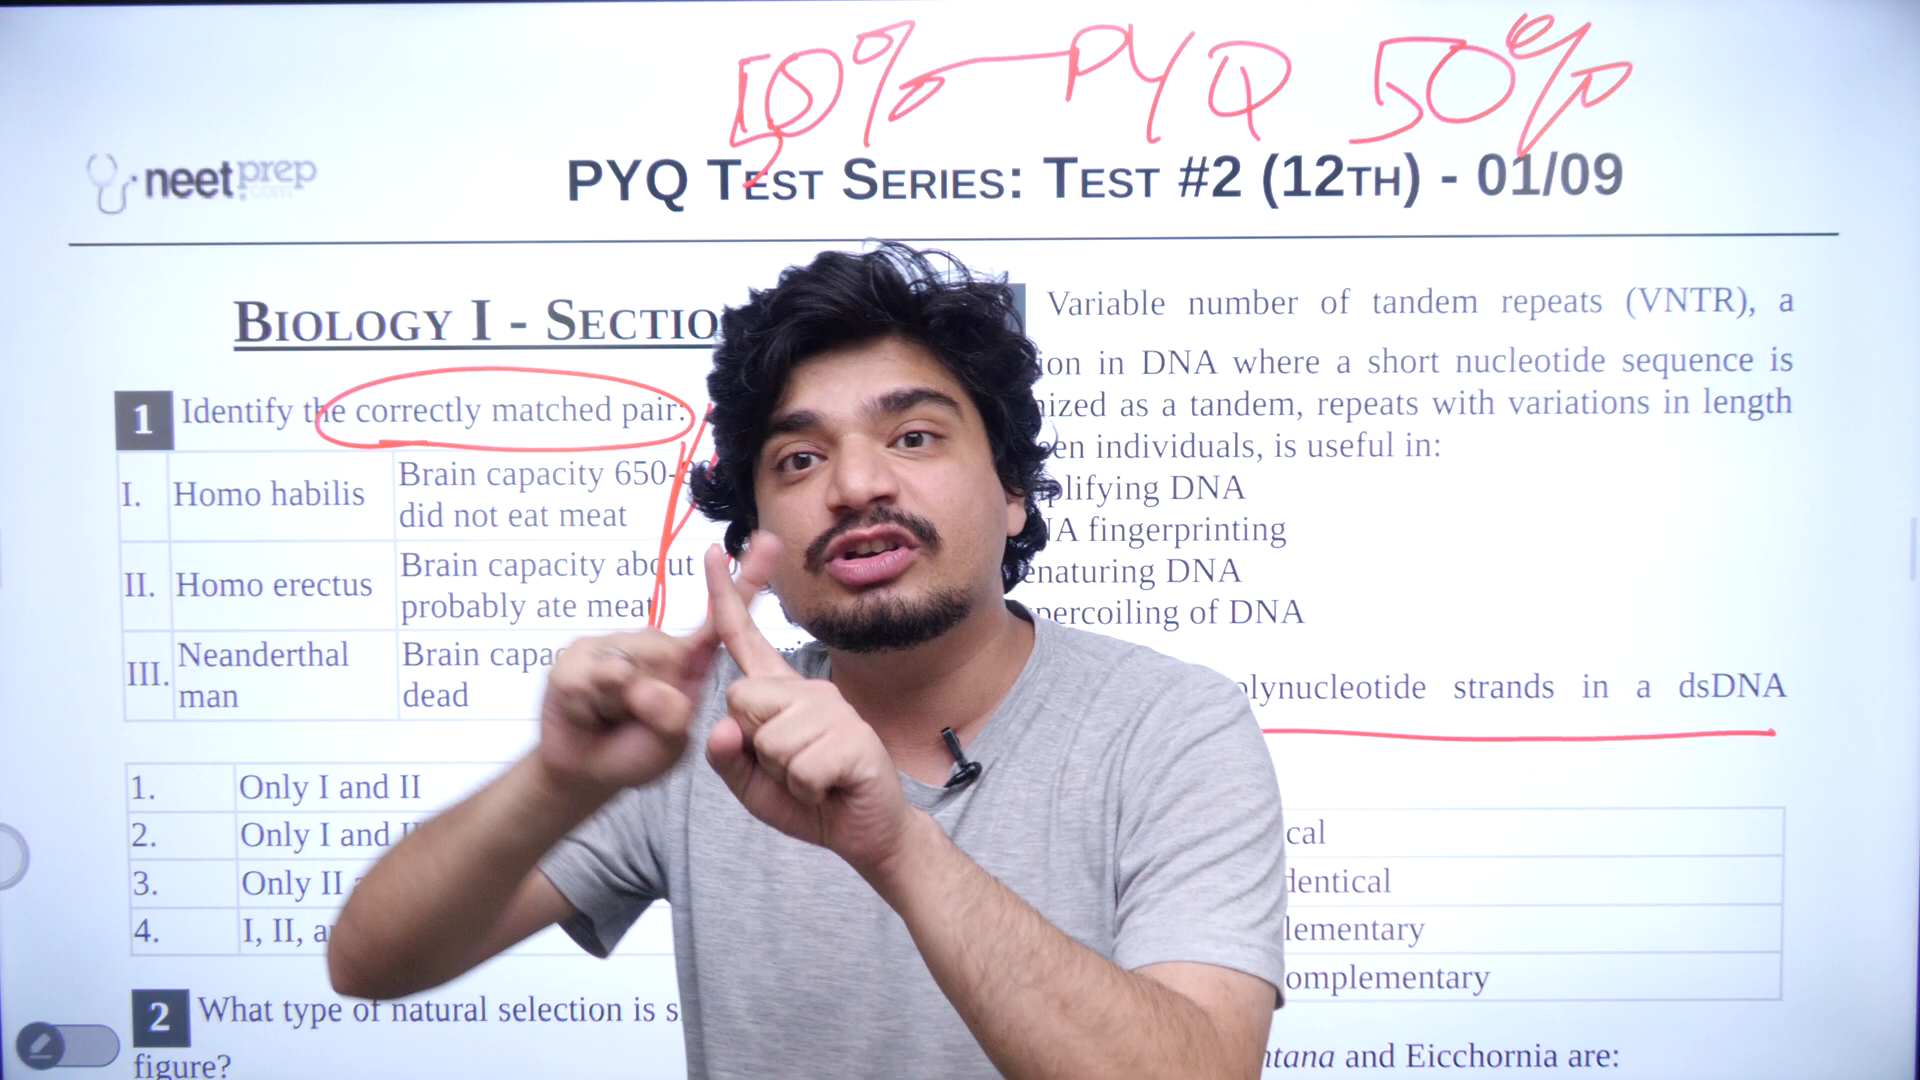 50% PYQ 50%
neetprep
.com
PYQ TEST SERIES: TEST #2 (12TH) - 01/09
BIOLOGY I - SECTIO
1 Identify the correctly matched pair:
I. Homo habilis Brain capacity 650-
did not eat meat
II. Homo erectus Brain capacity about
probably ate meat
III. Neanderthal man Brain capa
dead
1. Only I and II
2. Only I and
3. Only II
4. I, II, a
2 What type of natural selection is s
figure?
Variable number of tandem repeats (VNTR), a
ion in DNA where a short nucleotide sequence is
nized as a tandem, repeats with variations in length
een individuals, is useful in:
plifying DNA
NA fingerprinting
enaturing DNA
percoiling of DNA
olynucleotide strands in a dsDNA
cal
dentical
lementary
omplementary
ntana and Eicchornia are: